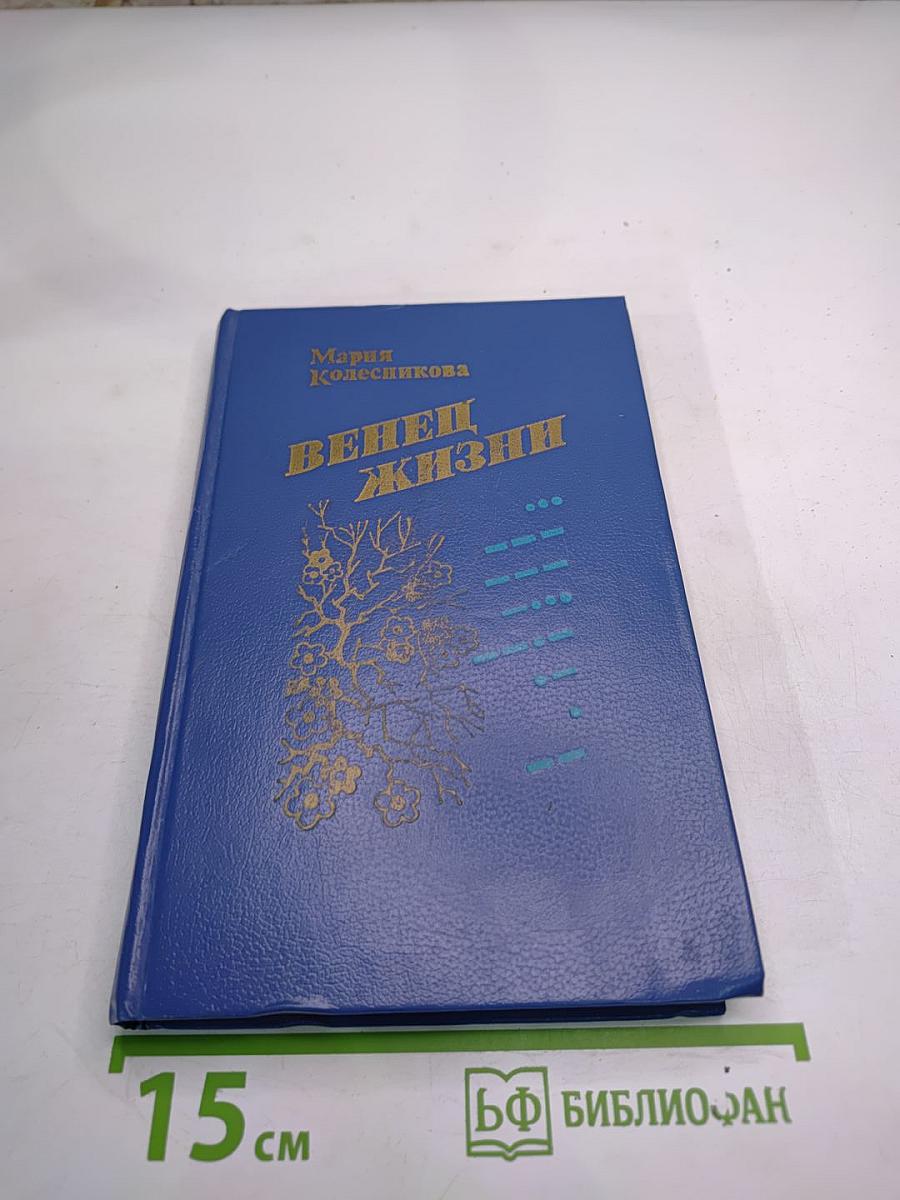 Мария
Колесникова
ВЕНЕЦ
ЖИЗНИ
•••
— — —
— — —
— •••
— — • —
• —
•
— —
15 см
БФ БИБЛИОФАН